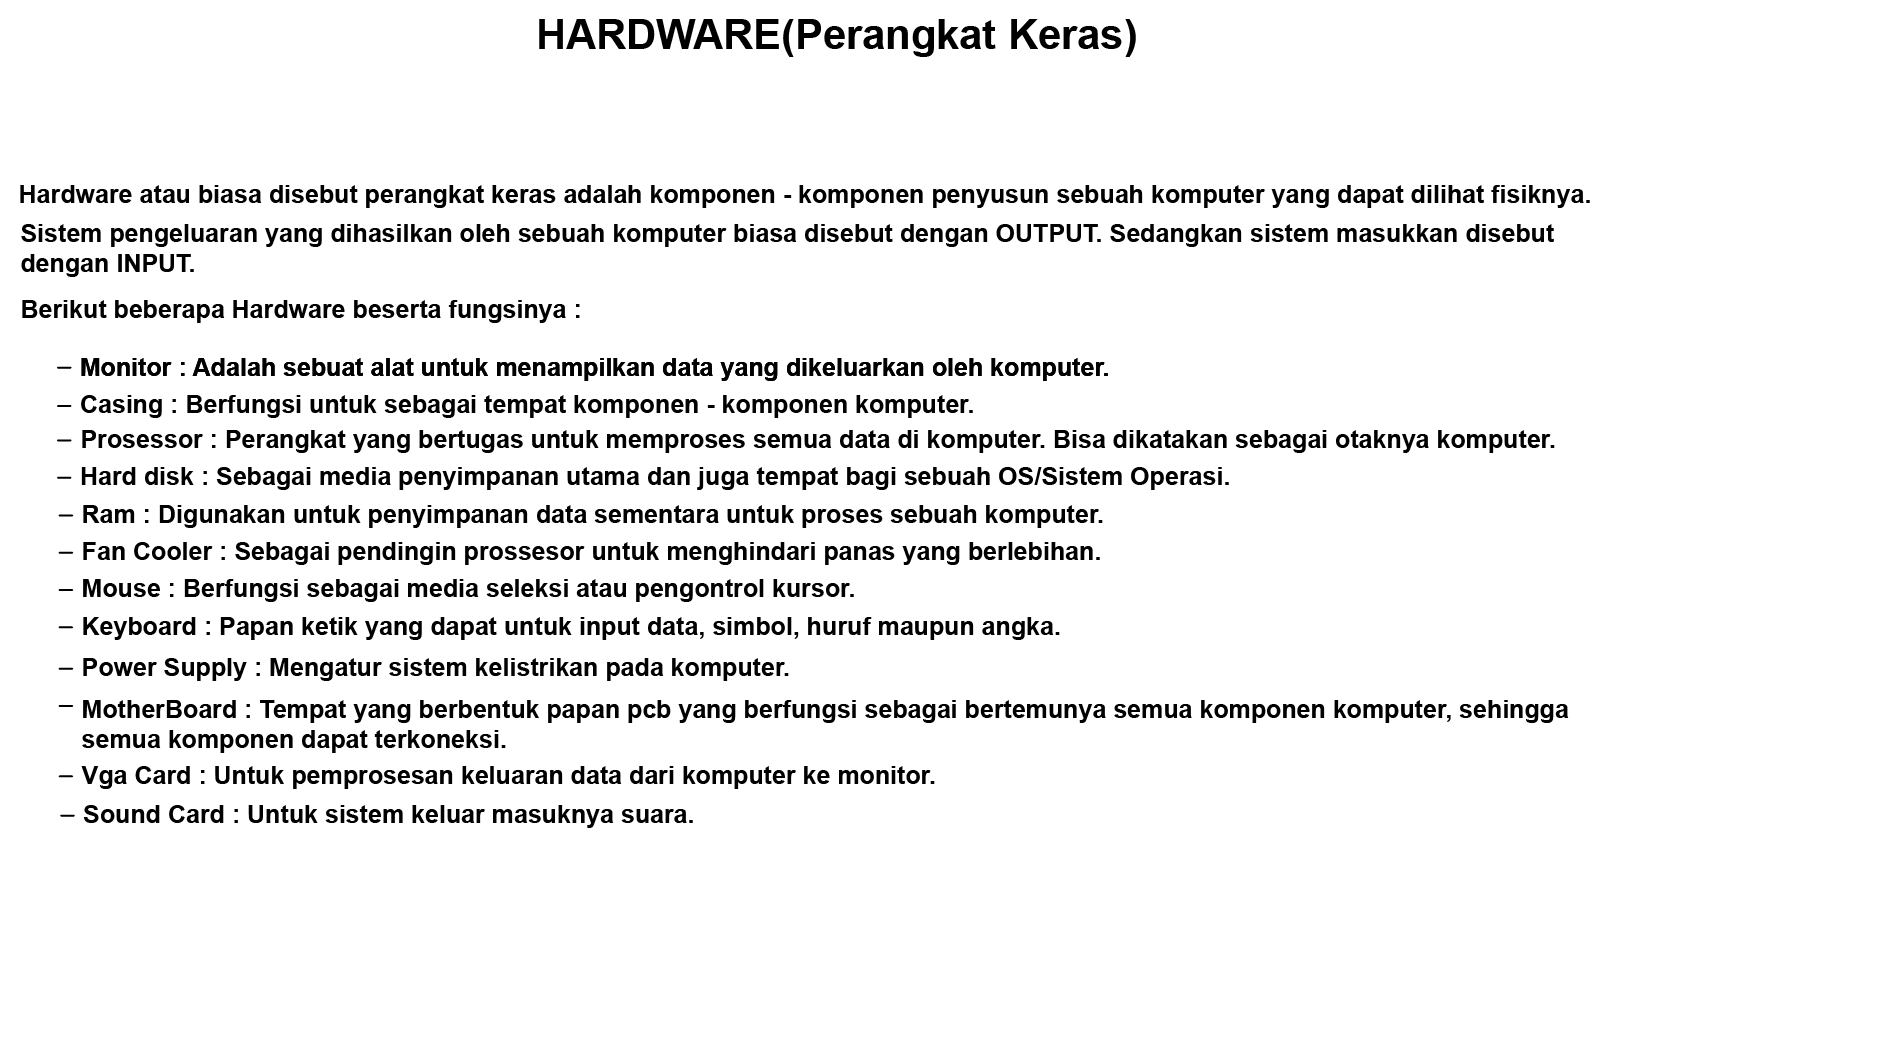 HARDWARE(Perangkat Keras)
Hardware atau biasa disebut perangkat keras adalah komponen - komponen penyusun sebuah komputer yang dapat dilihat fisiknya.
Sistem pengeluaran yang dihasilkan oleh sebuah komputer biasa disebut dengan OUTPUT. Sedangkan sistem masukkan disebut
dengan INPUT.
Berikut beberapa Hardware beserta fungsinya :
– Monitor : Adalah sebuat alat untuk menampilkan data yang dikeluarkan oleh komputer.
– Casing : Berfungsi untuk sebagai tempat komponen - komponen komputer.
– Prosessor : Perangkat yang bertugas untuk memproses semua data di komputer. Bisa dikatakan sebagai otaknya komputer.
– Hard disk : Sebagai media penyimpanan utama dan juga tempat bagi sebuah OS/Sistem Operasi.
– Ram : Digunakan untuk penyimpanan data sementara untuk proses sebuah komputer.
– Fan Cooler : Sebagai pendingin prossesor untuk menghindari panas yang berlebihan.
– Mouse : Berfungsi sebagai media seleksi atau pengontrol kursor.
– Keyboard : Papan ketik yang dapat untuk input data, simbol, huruf maupun angka.
– Power Supply : Mengatur sistem kelistrikan pada komputer.
– MotherBoard : Tempat yang berbentuk papan pcb yang berfungsi sebagai bertemunya semua komponen komputer, sehingga
semua komponen dapat terkoneksi.
– Vga Card : Untuk pemprosesan keluaran data dari komputer ke monitor.
– Sound Card : Untuk sistem keluar masuknya suara.